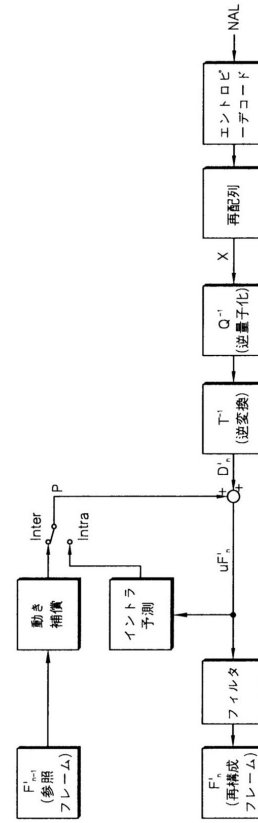 F'n-1
(参照
フレーム)
動き
補償
Inter
P
Intra
イントラ
予測
F'n
(再構成
フレーム)
フィルタ
uF'n
+
+
D'n
T-1
(逆変換)
Q-1
(逆量子化)
X
再配列
エントロピ
ーデコード
NAL